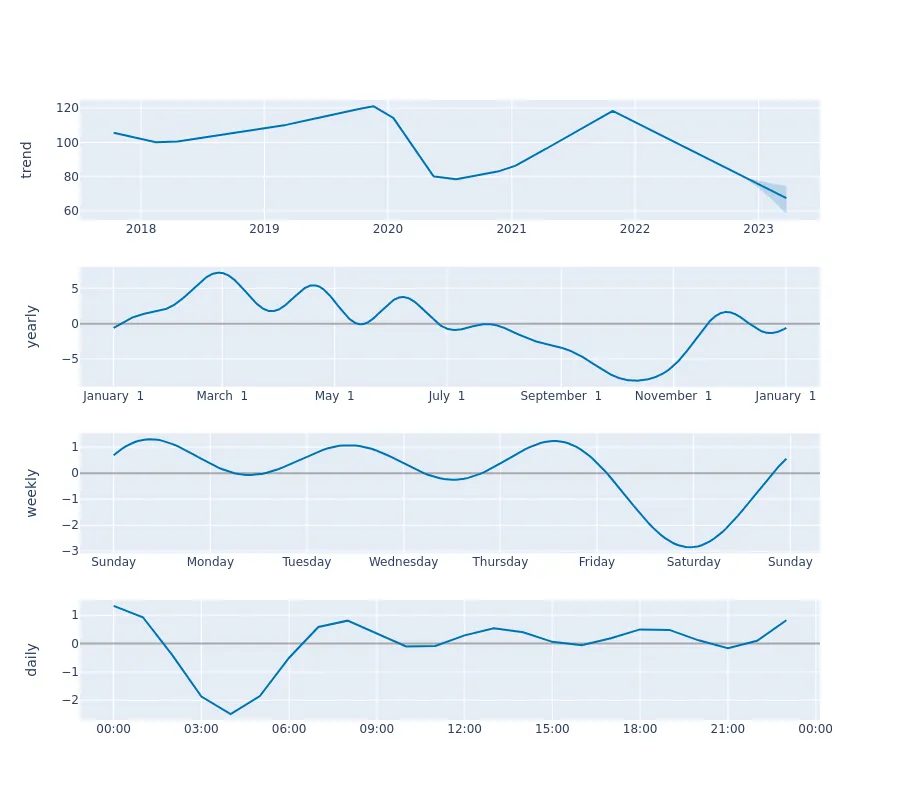 trend
120
100
80
60
2018 2019 2020 2021 2022 2023
yearly
5
0
−5
January 1 March 1 May 1 July 1 September 1 November 1 January 1
weekly
1
0
−1
−2
−3
Sunday Monday Tuesday Wednesday Thursday Friday Saturday Sunday
daily
1
0
−1
−2
00:00 03:00 06:00 09:00 12:00 15:00 18:00 21:00 00:00